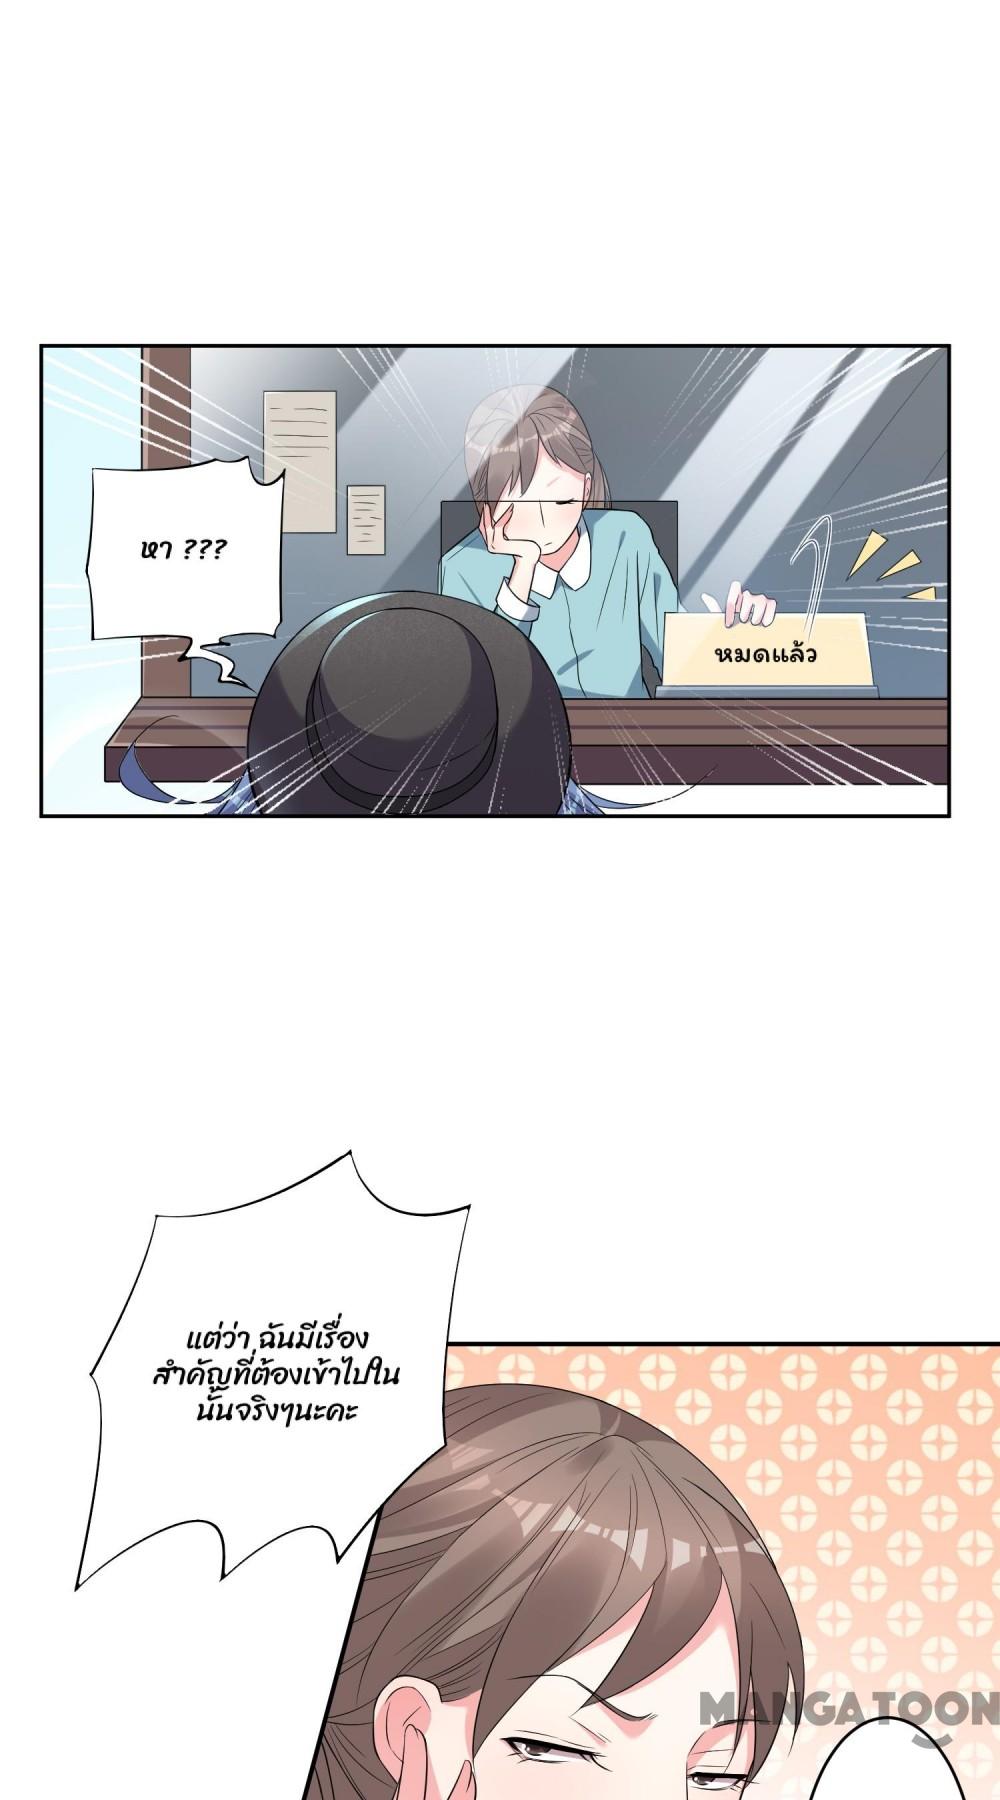 หา ???
หมดแล้ว
แต่ว่า ฉันมีเรื่อง
สำคัญที่ต้องเข้าไปใน
นั้นจริงๆนะคะ
MANGATOON